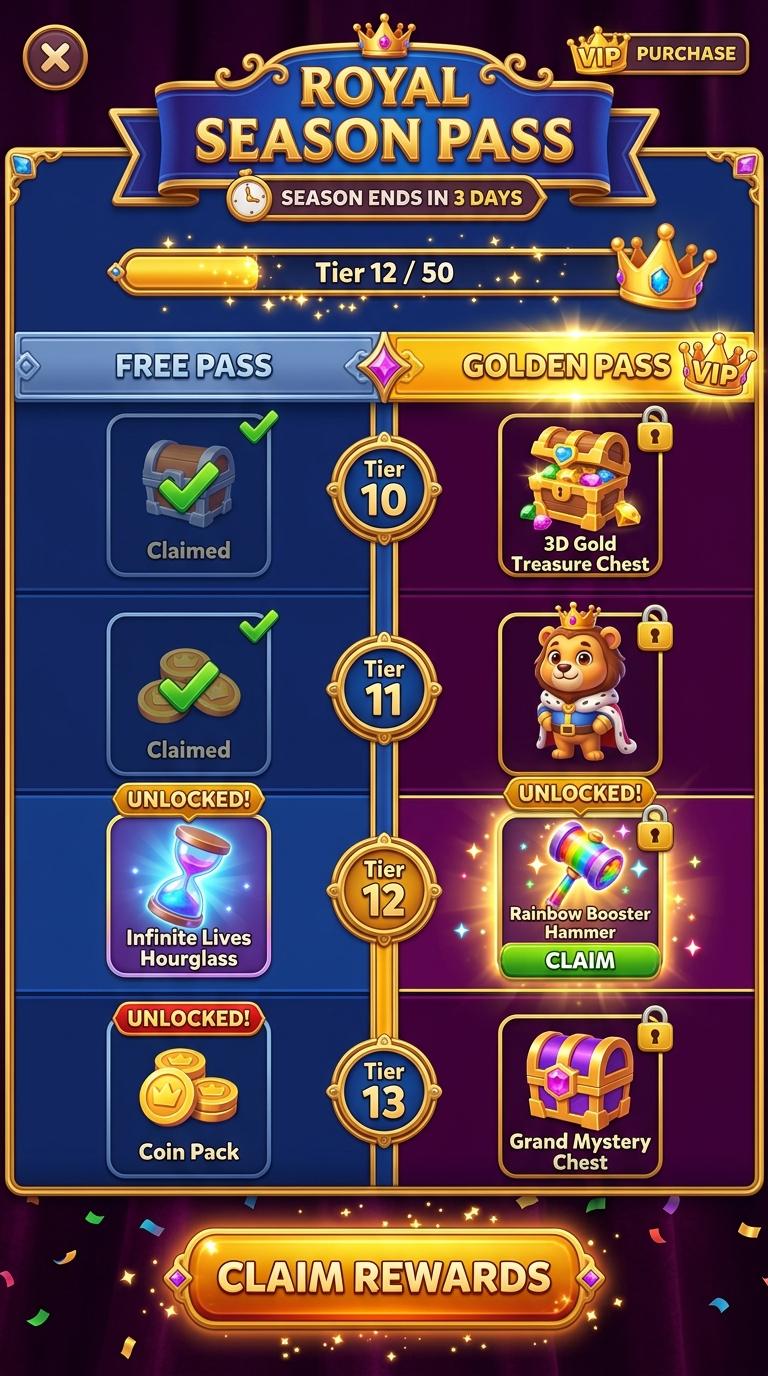 VIP PURCHASE
ROYAL
SEASON PASS
SEASON ENDS IN 3 DAYS
Tier 12 / 50
FREE PASS
GOLDEN PASS VIP
Claimed
Tier
10
3D Gold
Treasure Chest
Claimed
Tier
11
UNLOCKED!
Infinite Lives
Hourglass
Tier
12
UNLOCKED!
Rainbow Booster
Hammer
CLAIM
UNLOCKED!
Coin Pack
Tier
13
Grand Mystery
Chest
CLAIM REWARDS